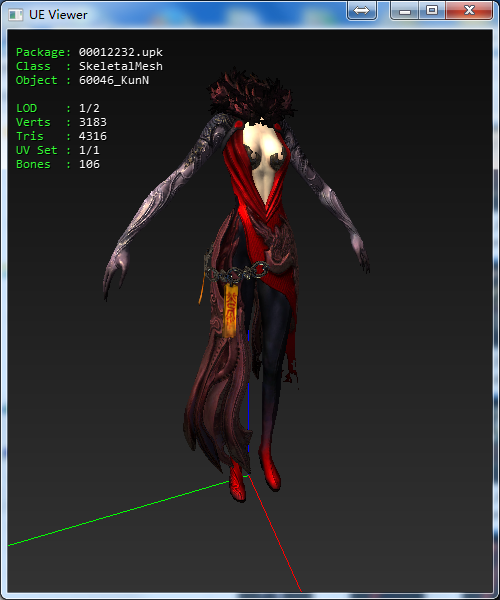 UE Viewer
Package: 00012232.upk
Class : SkeletalMesh
Object : 60046_KunN
LOD : 1/2
Verts : 3183
Tris : 4316
UV Set : 1/1
Bones : 106